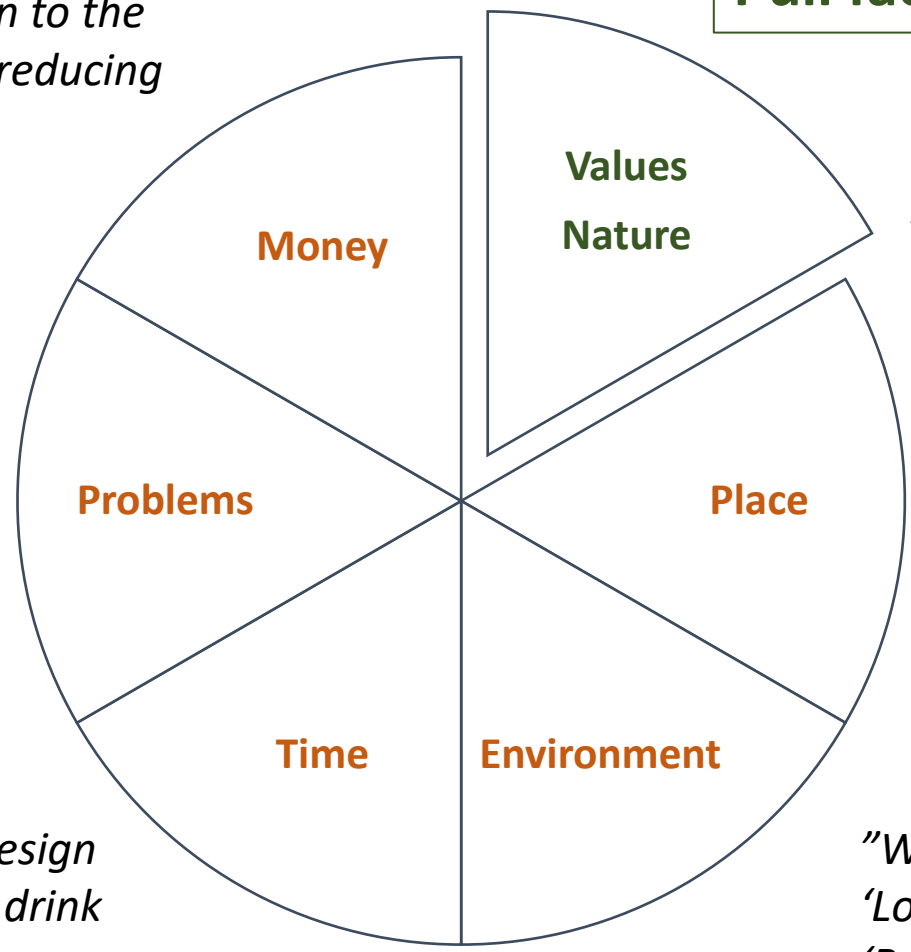 n to the
reducing
Values
Nature
Money
Problems
Place
Time
Environment
esign
drink
”W
‘Lo